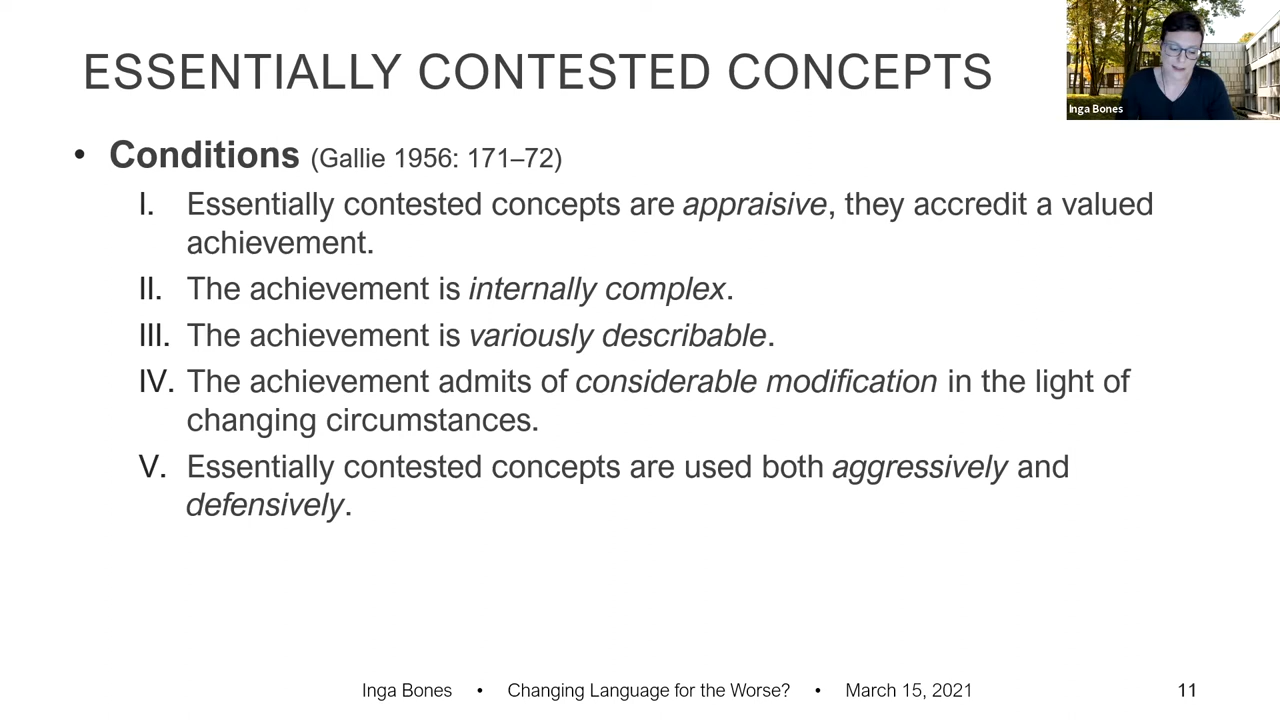 ESSENTIALLY CONTESTED CONCEPTS
Inga Bones
• Conditions (Gallie 1956: 171–72)
I. Essentially contested concepts are appraisive, they accredit a valued
achievement.
II. The achievement is internally complex.
III. The achievement is variously describable.
IV. The achievement admits of considerable modification in the light of
changing circumstances.
V. Essentially contested concepts are used both aggressively and
defensively.
Inga Bones • Changing Language for the Worse? • March 15, 2021 11